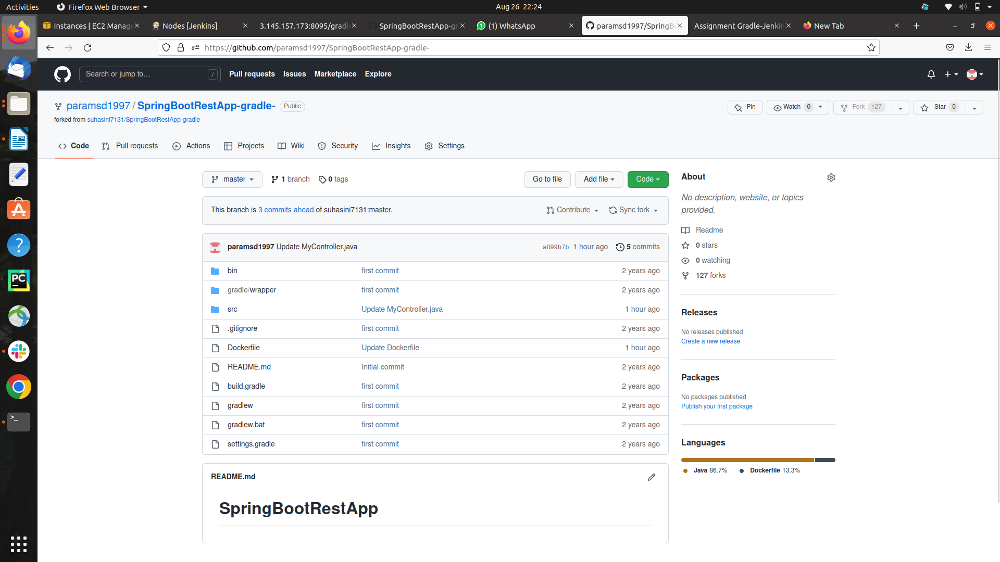 Activities
Firefox Web Browser
Aug 26 22:24
Instances | EC2 Manage
Nodes [Jenkins]
3.145.157.173:8095/gradl
SpringBootRestApp-gr
(1) WhatsApp
paramsd1997/SpringB
Assignment Gradle-Jenkin
New Tab
https://github.com/paramsd1997/SpringBootRestApp-gradle-
Search or jump to…
/
Pull requests
Issues
Marketplace
Explore
paramsd1997 / SpringBootRestApp-gradle-
Public
Pin
Watch 0
Fork 127
Star 0
forked from suhasini7131/SpringBootRestApp-gradle-
Code
Pull requests
Actions
Projects
Wiki
Security
Insights
Settings
master
1 branch
0 tags
Go to file
Add file
Code
This branch is 3 commits ahead of suhasini7131:master.
Contribute
Sync fork
paramsd1997 Update MyController.java
a899b7b 1 hour ago
5 commits
bin first commit 2 years ago
gradle/wrapper first commit 2 years ago
src Update MyController.java 1 hour ago
.gitignore first commit 2 years ago
Dockerfile Update Dockerfile 1 hour ago
README.md Initial commit 2 years ago
build.gradle first commit 2 years ago
gradlew first commit 2 years ago
gradlew.bat first commit 2 years ago
settings.gradle first commit 2 years ago
README.md
SpringBootRestApp
About
No description, website, or topics
provided.
Readme
0 stars
0 watching
127 forks
Releases
No releases published
Create a new release
Packages
No packages published
Publish your first package
Languages
Java 86.7%
Dockerfile 13.3%
PC
>_